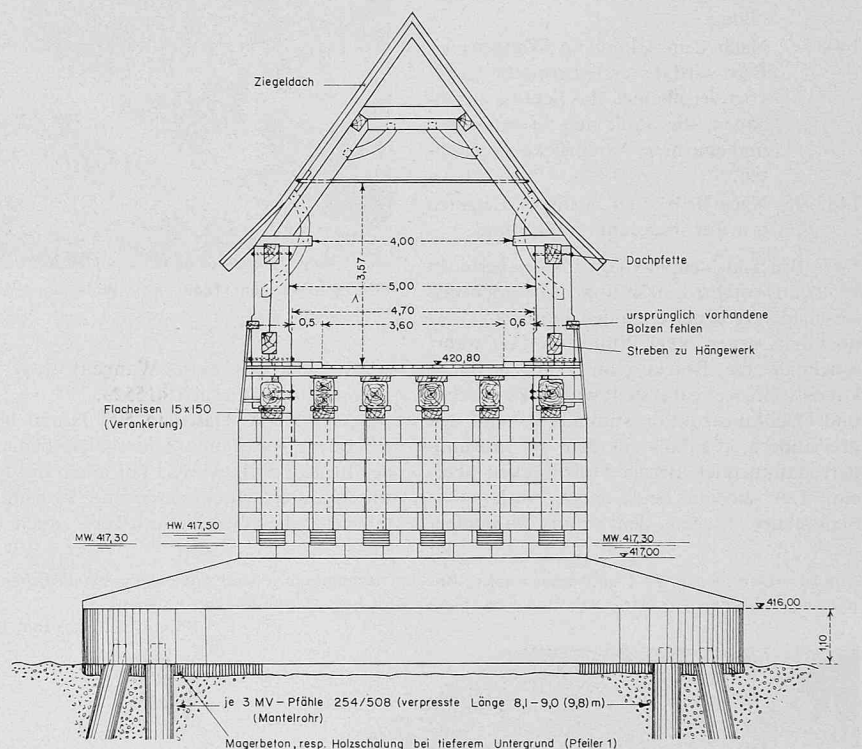 Ziegeldach
4,00
Dachpfette
3,57
5,00
4,70
0,5
3,60
0,6
ursprünglich vorhandene
Bolzen fehlen
420,80
Streben zu Hängewerk
Flacheisen 15x150
(Verankerung)
HW. 417,50
MW. 417,30
MW. 417,30
417,00
416,00
1,10
je 3 MV-Pfähle 254/508 (verpresste Länge 8,1-9,0 (9,8)m)
(Mantelrohr)
Magerbeton, resp. Holzschalung bei tieferem Untergrund (Pfeiler 1)